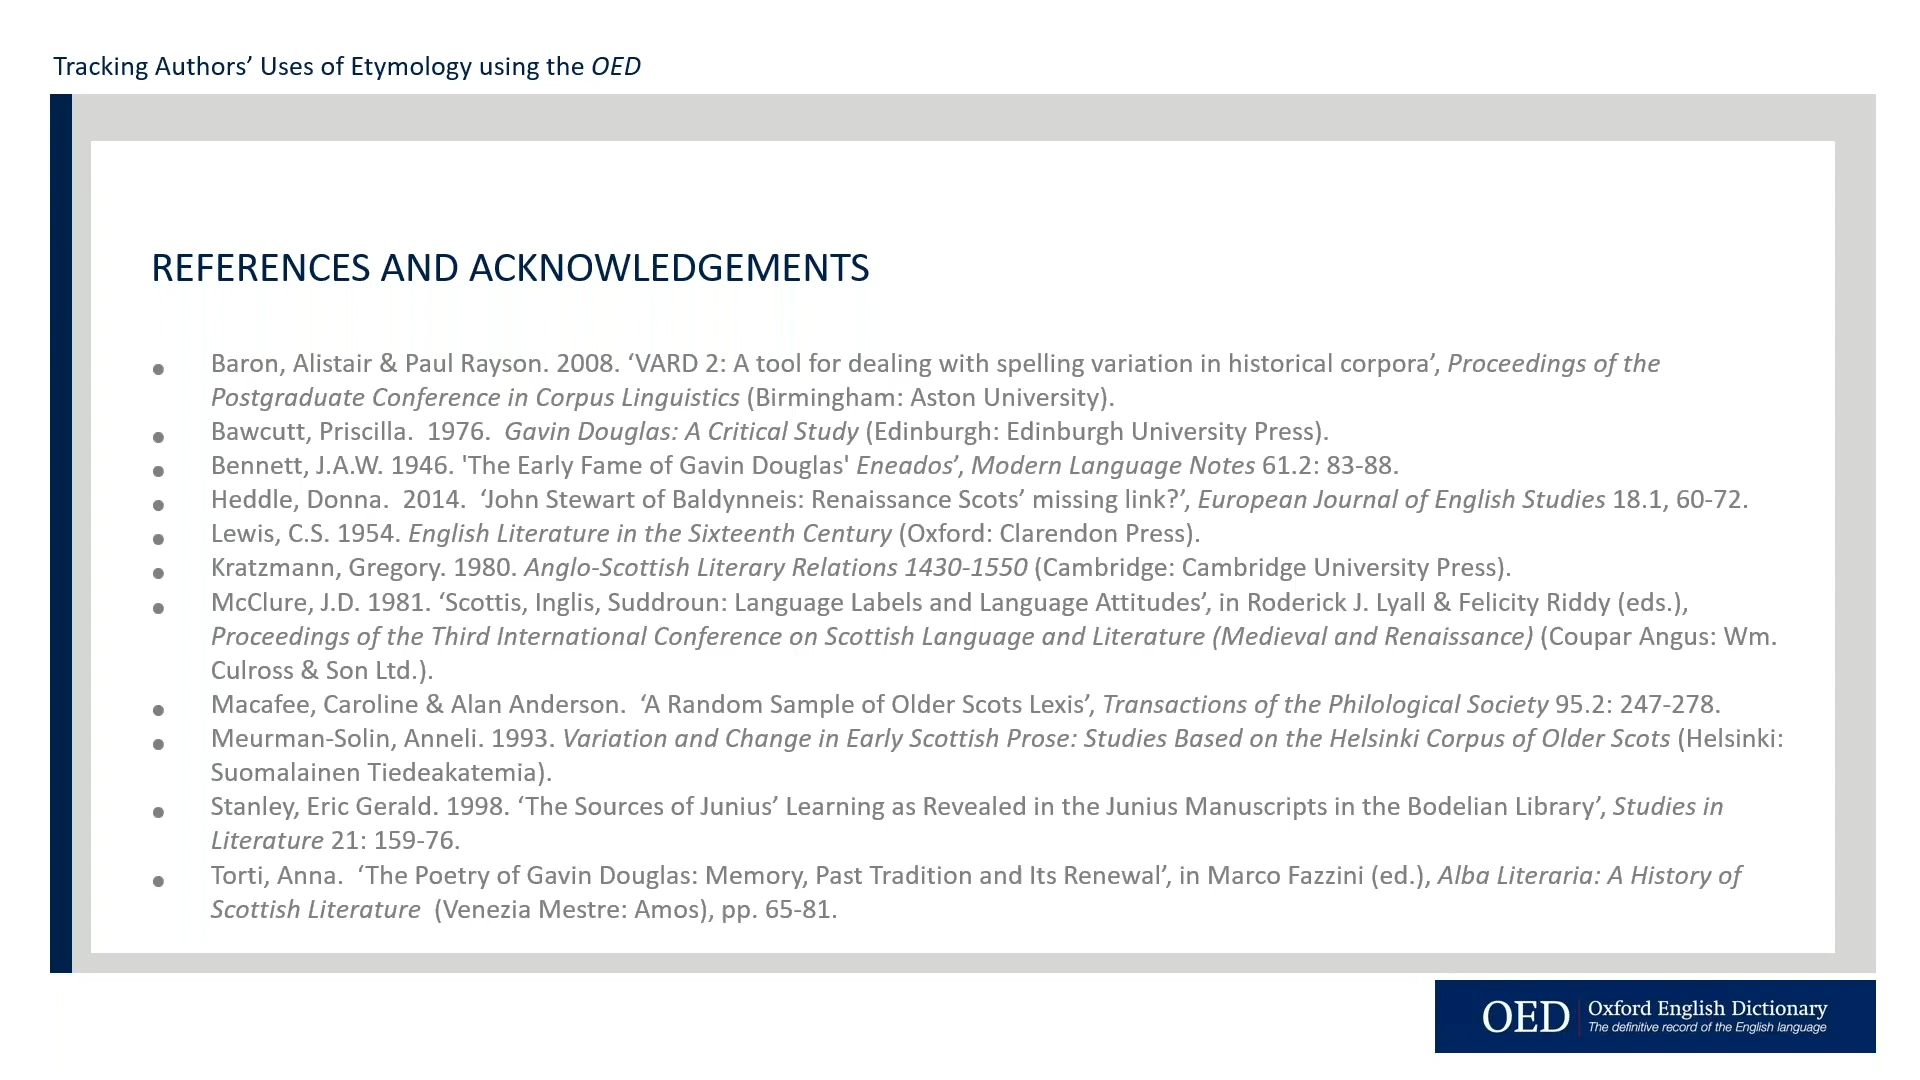 Tracking Authors’ Uses of Etymology using the OED
REFERENCES AND ACKNOWLEDGEMENTS
• Baron, Alistair & Paul Rayson. 2008. ‘VARD 2: A tool for dealing with spelling variation in historical corpora’, Proceedings of the
Postgraduate Conference in Corpus Linguistics (Birmingham: Aston University).
• Bawcutt, Priscilla.  1976.  Gavin Douglas: A Critical Study (Edinburgh: Edinburgh University Press).
• Bennett, J.A.W. 1946. 'The Early Fame of Gavin Douglas' Eneados’, Modern Language Notes 61.2: 83-88.
• Heddle, Donna.  2014.  ‘John Stewart of Baldynneis: Renaissance Scots’ missing link?’, European Journal of English Studies 18.1, 60-72.
• Lewis, C.S. 1954. English Literature in the Sixteenth Century (Oxford: Clarendon Press).
• Kratzmann, Gregory. 1980. Anglo-Scottish Literary Relations 1430-1550 (Cambridge: Cambridge University Press).
• McClure, J.D. 1981. ‘Scottis, Inglis, Suddroun: Language Labels and Language Attitudes’, in Roderick J. Lyall & Felicity Riddy (eds.),
Proceedings of the Third International Conference on Scottish Language and Literature (Medieval and Renaissance) (Coupar Angus: Wm.
Culross & Son Ltd.).
• Macafee, Caroline & Alan Anderson.  ‘A Random Sample of Older Scots Lexis’, Transactions of the Philological Society 95.2: 247-278.
• Meurman-Solin, Anneli. 1993. Variation and Change in Early Scottish Prose: Studies Based on the Helsinki Corpus of Older Scots (Helsinki:
Suomalainen Tiedeakatemia).
• Stanley, Eric Gerald. 1998. ‘The Sources of Junius’ Learning as Revealed in the Junius Manuscripts in the Bodelian Library’, Studies in
Literature 21: 159-76.
• Torti, Anna.  ‘The Poetry of Gavin Douglas: Memory, Past Tradition and Its Renewal’, in Marco Fazzini (ed.), Alba Literaria: A History of
Scottish Literature  (Venezia Mestre: Amos), pp. 65-81.
OED Oxford English Dictionary
The definitive record of the English language